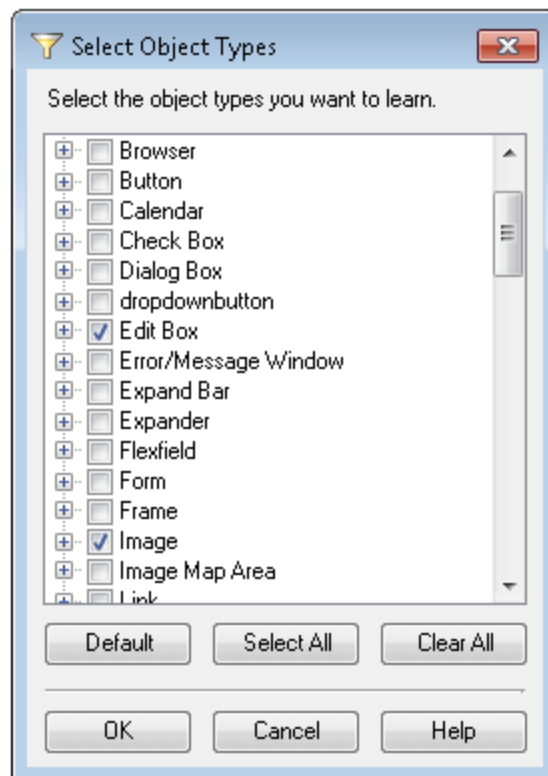 Select Object Types
Select the object types you want to learn.
Browser
Button
Calendar
Check Box
Dialog Box
dropdownbutton
Edit Box
Error/Message Window
Expand Bar
Expander
Flexfield
Form
Frame
Image
Image Map Area
Link
Default Select All Clear All
OK Cancel Help